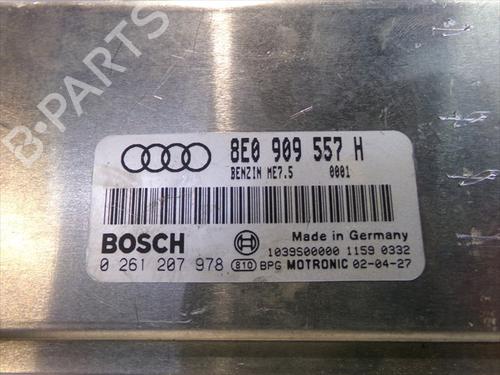 B-PARTS
8E0 909 557 H
BENZIN ME7.5 0001
BOSCH
Made in Germany
1039S00000 1159 0332
0 261 207 978 810 BPG MOTRONIC 02-04-27